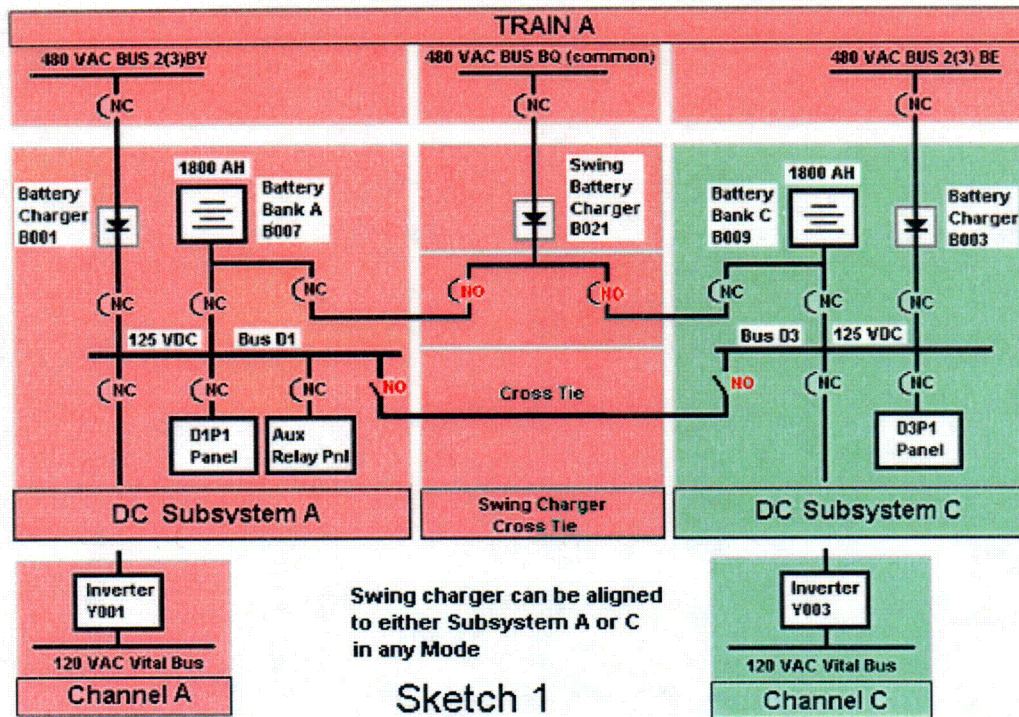 TRAIN A
480 VAC BUS 2(3)BY
480 VAC BUS BQ (common)
480 VAC BUS 2(3) BE
NC
NC
NC
Battery
Charger
B001
1800 AH
Battery
Bank A
B007
Swing
Battery
Charger
B021
Battery
Bank C
B009
1800 AH
Battery
Charger
B003
NC
NC
NC
NO
NO
NC
NC
NC
125 VDC
Bus D1
Bus D3
125 VDC
NC
NC
NC
NO
Cross Tie
NO
NC
NC
D1P1
Panel
Aux
Relay Pnl
D3P1
Panel
DC Subsystem A
Swing Charger
Cross Tie
DC Subsystem C
Inverter
Y001
120 VAC Vital Bus
Channel A
Swing charger can be aligned
to either Subsystem A or C
in any Mode
Sketch 1
Inverter
Y003
120 VAC Vital Bus
Channel C